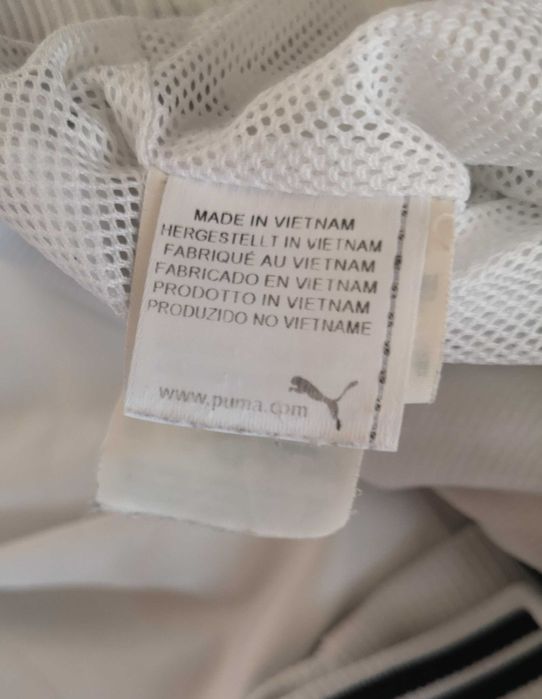 MADE IN VIETNAM
HERGESTELLT IN VIETNAM
FABRIQUÉ AU VIETNAM
FABRICADO EN VIETNAM
PRODOTTO IN VIETNAM
PRODUZIDO NO VIETNAME
www.puma.com